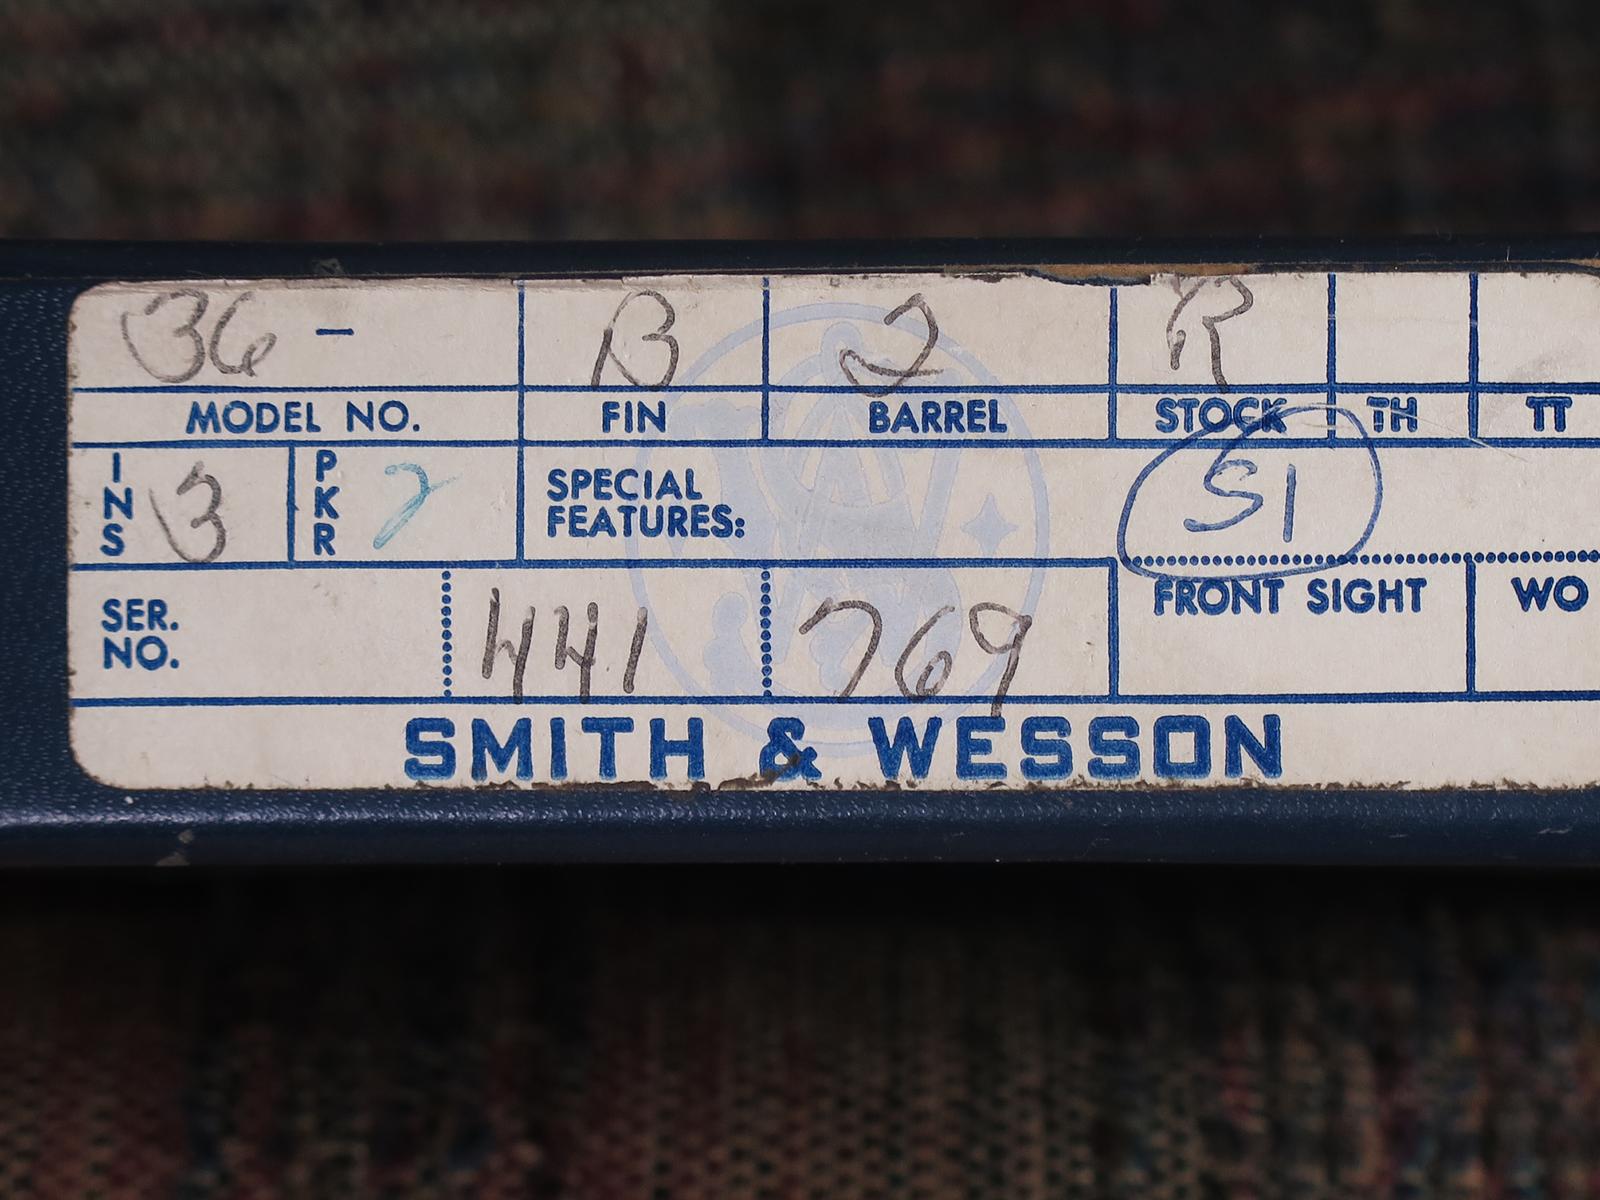 36 - B 2 R
MODEL NO. FIN BARREL STOCK TH TT
INS 3 PKR 2 SPECIAL FEATURES: S1
SER. NO. 441 769 FRONT SIGHT WO
SMITH & WESSON